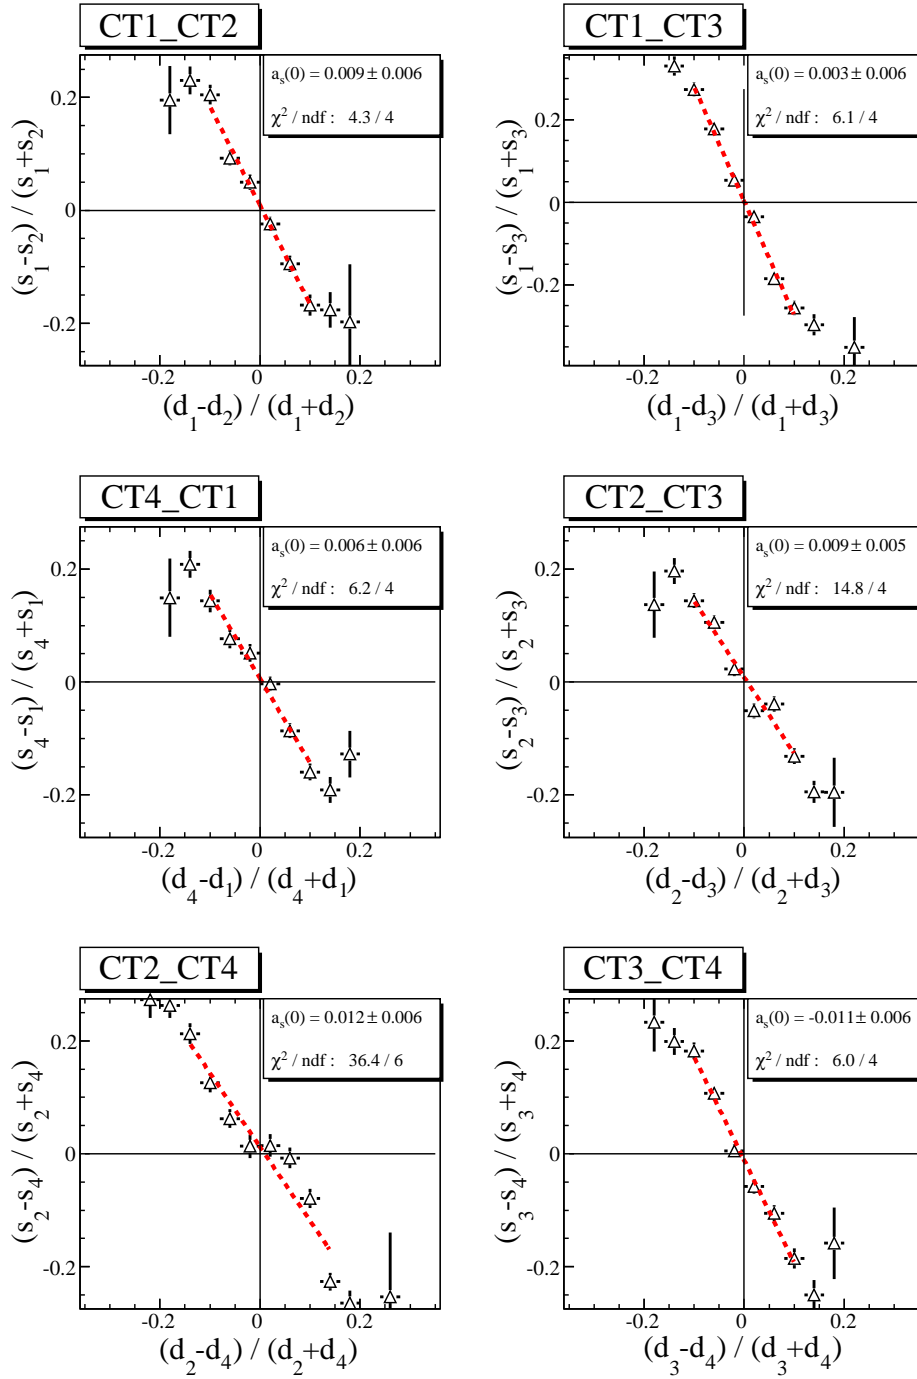 CT1_CT2
a_s(0) = 0.009 ± 0.006
χ² / ndf : 4.3 / 4
(s_1-s_2) / (s_1+s_2)
0.2
0
-0.2
-0.2 0 0.2
(d_1-d_2) / (d_1+d_2)
CT1_CT3
a_s(0) = 0.003 ± 0.006
χ² / ndf : 6.1 / 4
(s_1-s_3) / (s_1+s_3)
0.2
0
-0.2
-0.2 0 0.2
(d_1-d_3) / (d_1+d_3)
CT4_CT1
a_s(0) = 0.006 ± 0.006
χ² / ndf : 6.2 / 4
(s_4-s_1) / (s_4+s_1)
0.2
0
-0.2
-0.2 0 0.2
(d_4-d_1) / (d_4+d_1)
CT2_CT3
a_s(0) = 0.009 ± 0.005
χ² / ndf : 14.8 / 4
(s_2-s_3) / (s_2+s_3)
0.2
0
-0.2
-0.2 0 0.2
(d_2-d_3) / (d_2+d_3)
CT2_CT4
a_s(0) = 0.012 ± 0.006
χ² / ndf : 36.4 / 6
(s_2-s_4) / (s_2+s_4)
0.2
0
-0.2
-0.2 0 0.2
(d_2-d_4) / (d_2+d_4)
CT3_CT4
a_s(0) = -0.011 ± 0.006
χ² / ndf : 6.0 / 4
(s_3-s_4) / (s_3+s_4)
0.2
0
-0.2
-0.2 0 0.2
(d_3-d_4) / (d_3+d_4)